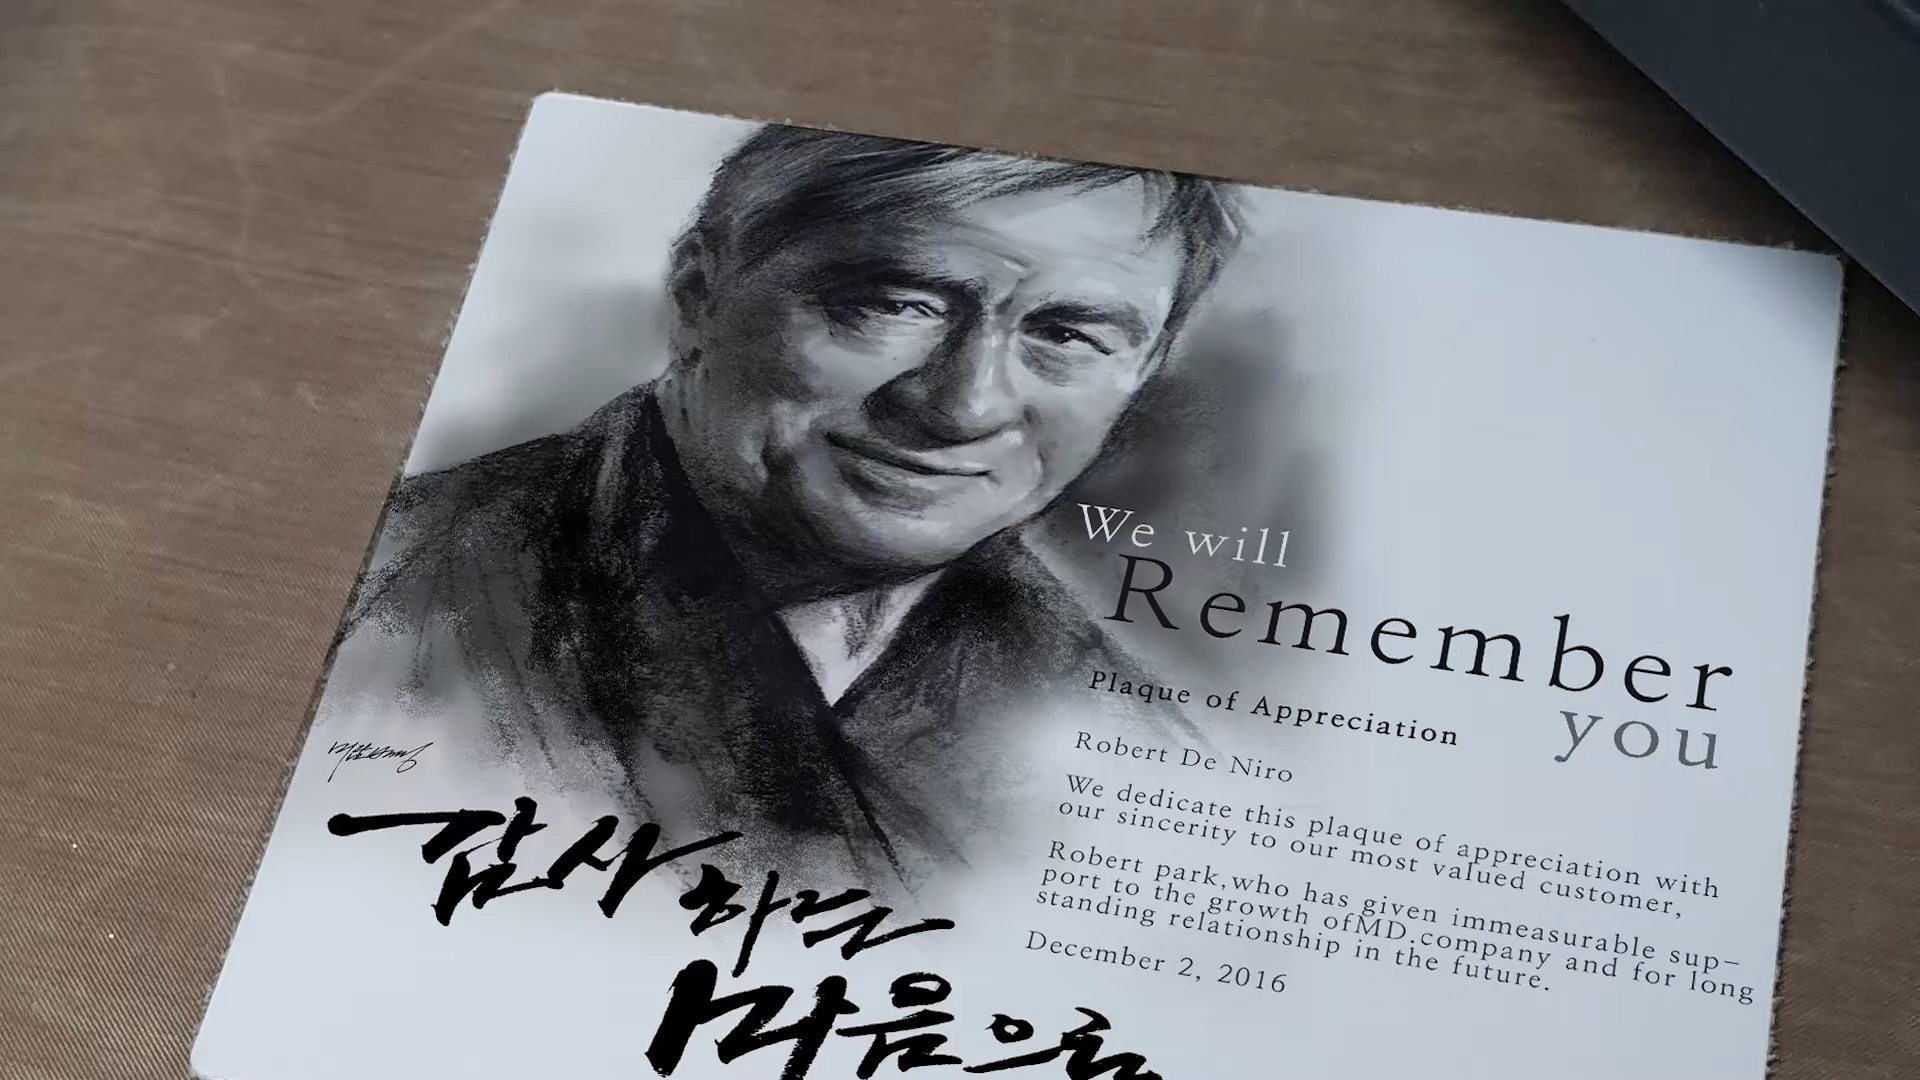 We will
Remember
you
Plaque of Appreciation
Robert De Niro
We dedicate this plaque of appreciation with
our sincerity to our most valued customer,
Robert park,who has given immeasurable sup-
port to the growth ofMD.company and for long
standing relationship in the future.
December 2, 2016
감사하는
마음으로